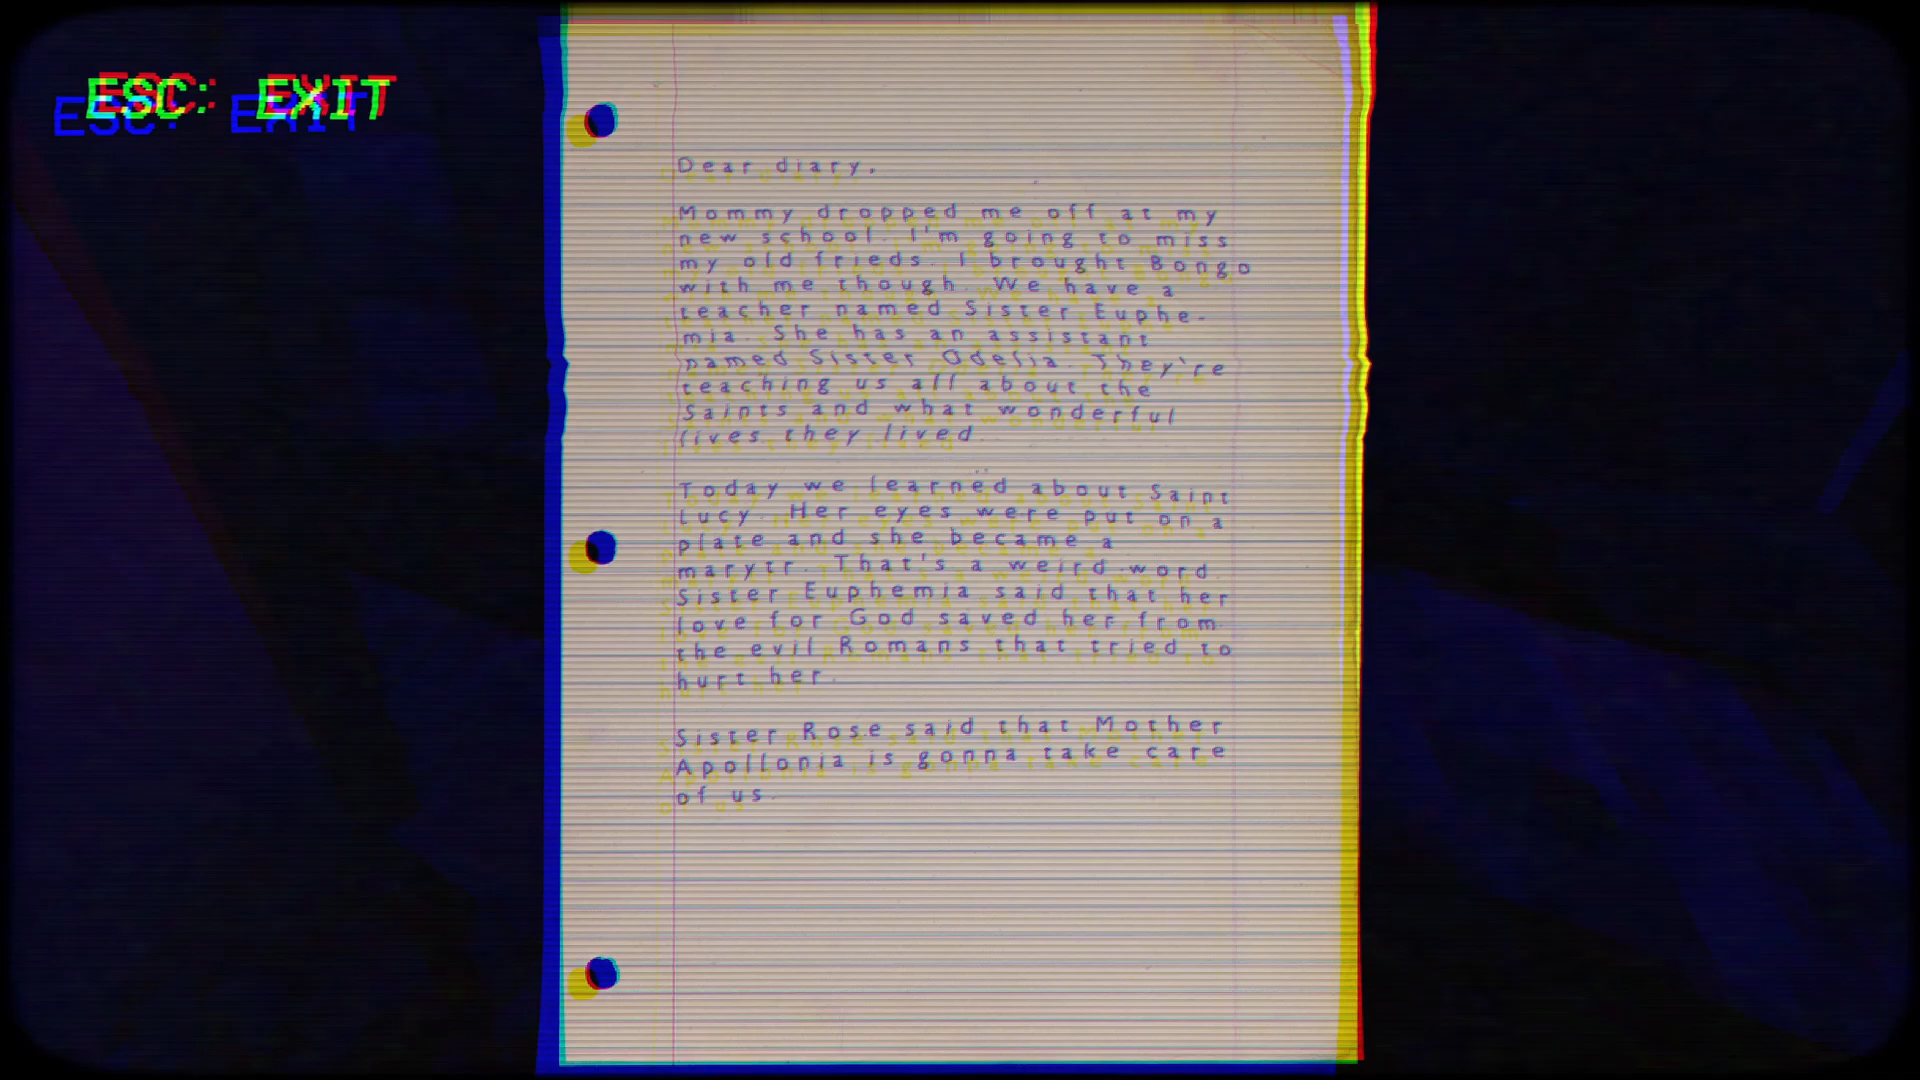 ESC: EXIT
Dear diary,
Mommy dropped me off at my
new school. I'm going to miss
my old frieds. I brought Bongo
with me though. We have a
teacher named Sister Euphe-
mia. She has an assistant
named Sister Odelia. They're
teaching us all about the
Saints and what wonderful
lives they lived.
Today we learned about Saint
Lucy. Her eyes were put on a
plate and she became a
marytr. That's a weird word.
Sister Euphemia said that her
love for God saved her from
the evil Romans that tried to
hurt her.
Sister Rose said that Mother
Apollonia is gonna take care
of us.